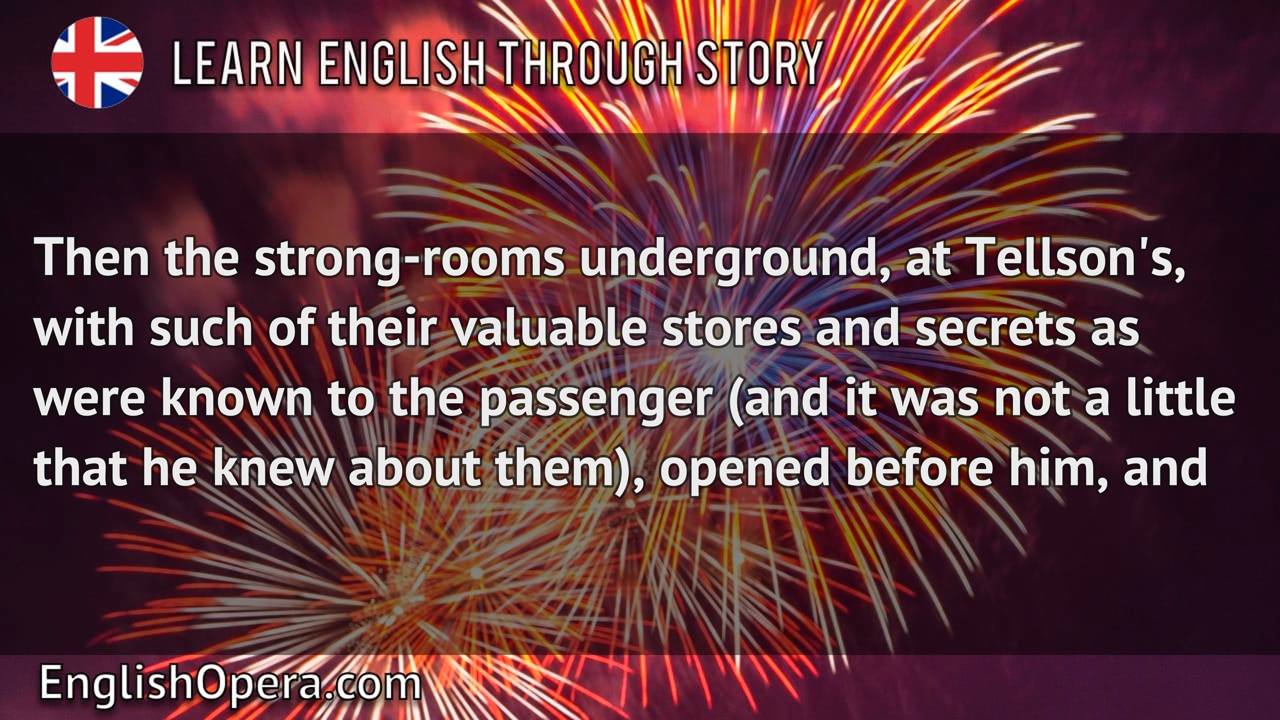 LEARN ENGLISH THROUGH STORY
Then the strong-rooms underground, at Tellson's,
with such of their valuable stores and secrets as
were known to the passenger (and it was not a little
that he knew about them), opened before him, and
EnglishOpera.com